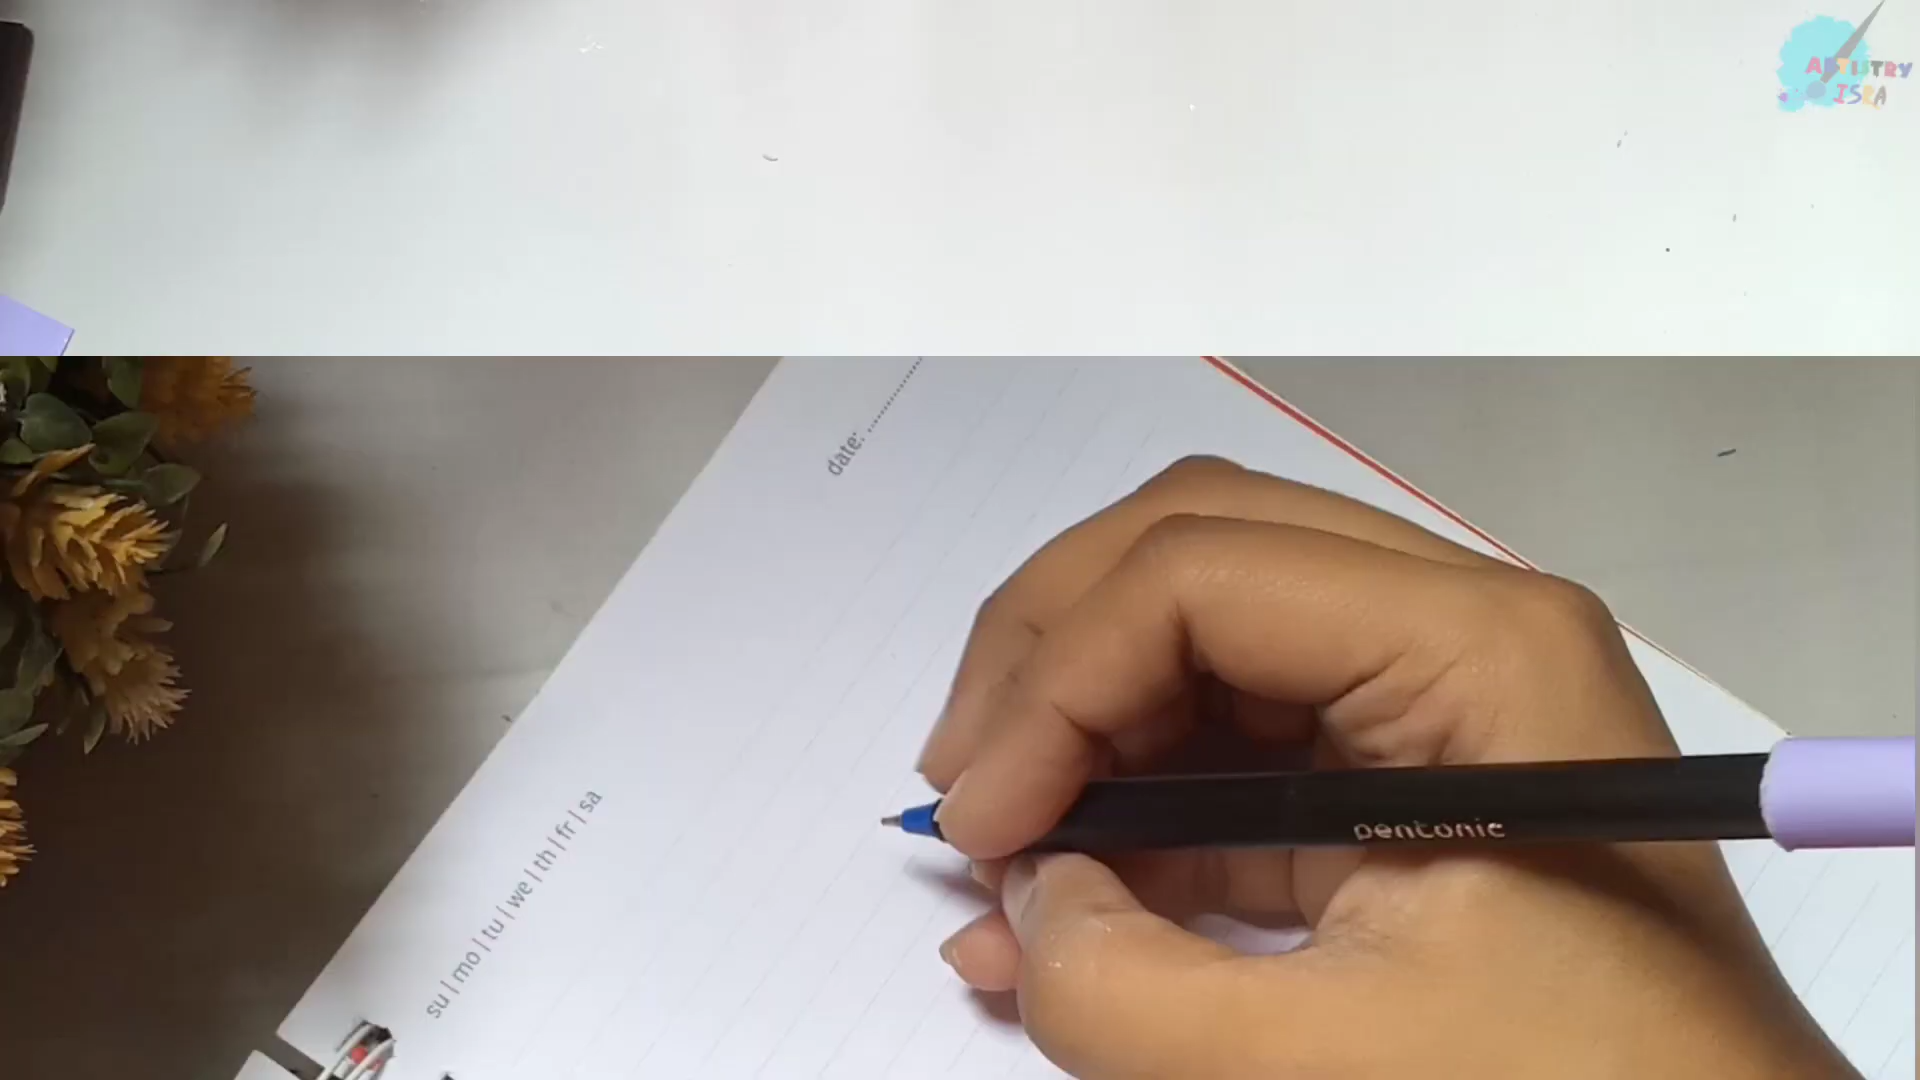 ARTISTRY
ISRA
date: ....................
su | mo | tu | we | th | fr | sa
pentonic